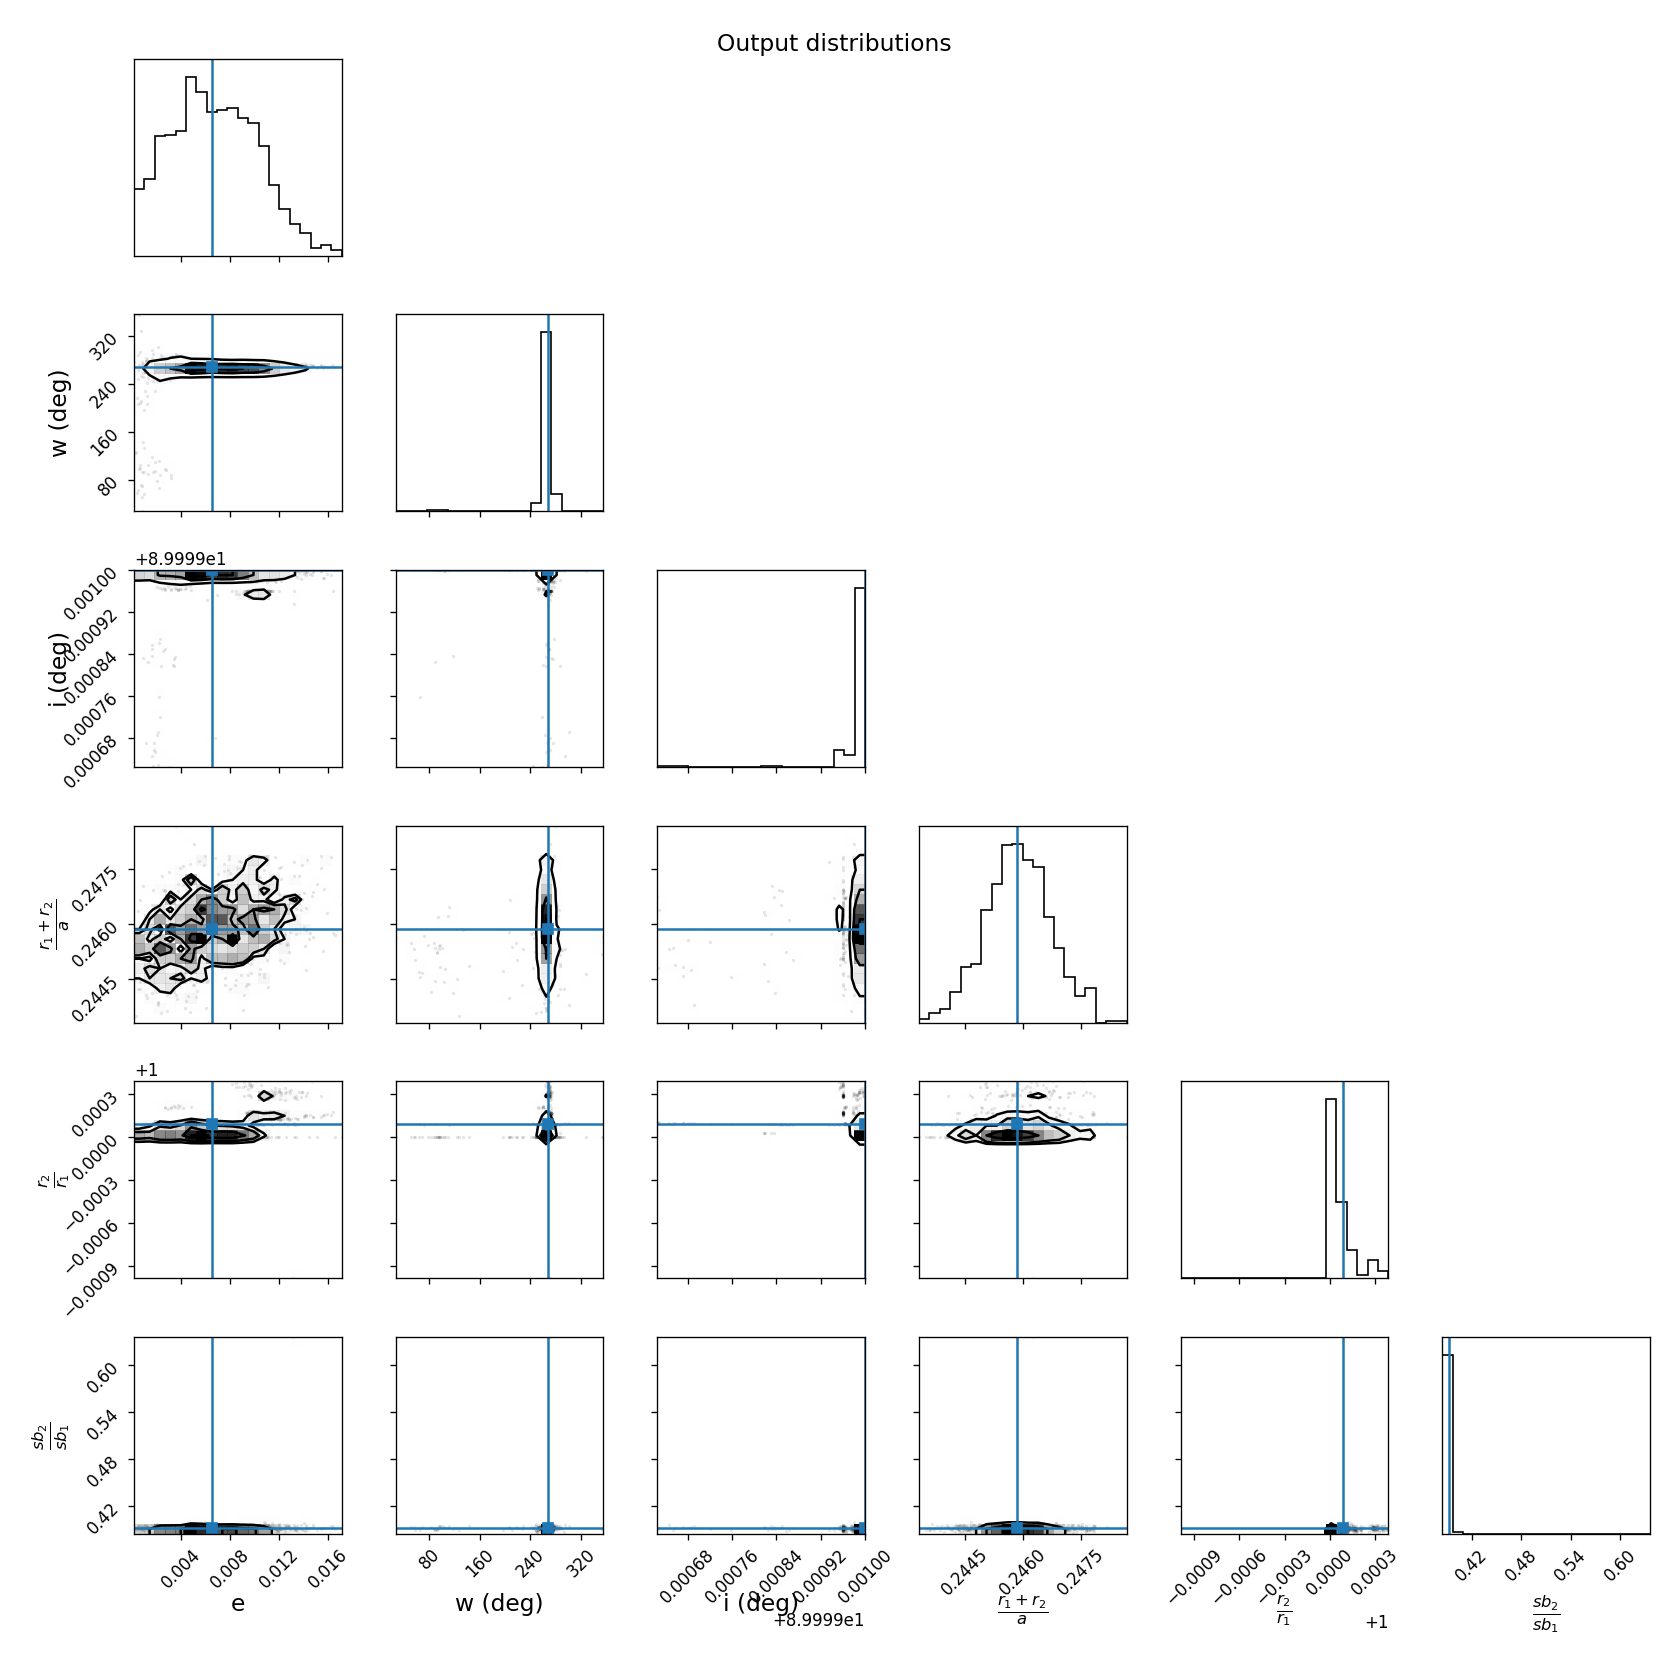 Output distributions
w (deg)
320
240
160
80
+8.9999e1
i (deg)
0.00100
0.00092
0.00084
0.00076
0.00068
r1 + r2
a
0.2475
0.2460
0.2445
+1
r2
r1
0.0003
0.0000
−0.0003
−0.0006
−0.0009
sb2
sb1
0.60
0.54
0.48
0.42
0.004 0.008 0.012 0.016
80 160 240 320
0.00068 0.00076 0.00084 0.00092 0.00100
0.2445 0.2460 0.2475
−0.0009 −0.0006 −0.0003 0.0000 0.0003
0.42 0.48 0.54 0.60
e
w (deg)
i (deg)
+8.9999e1
r1 + r2
a
r2
r1
+1
sb2
sb1